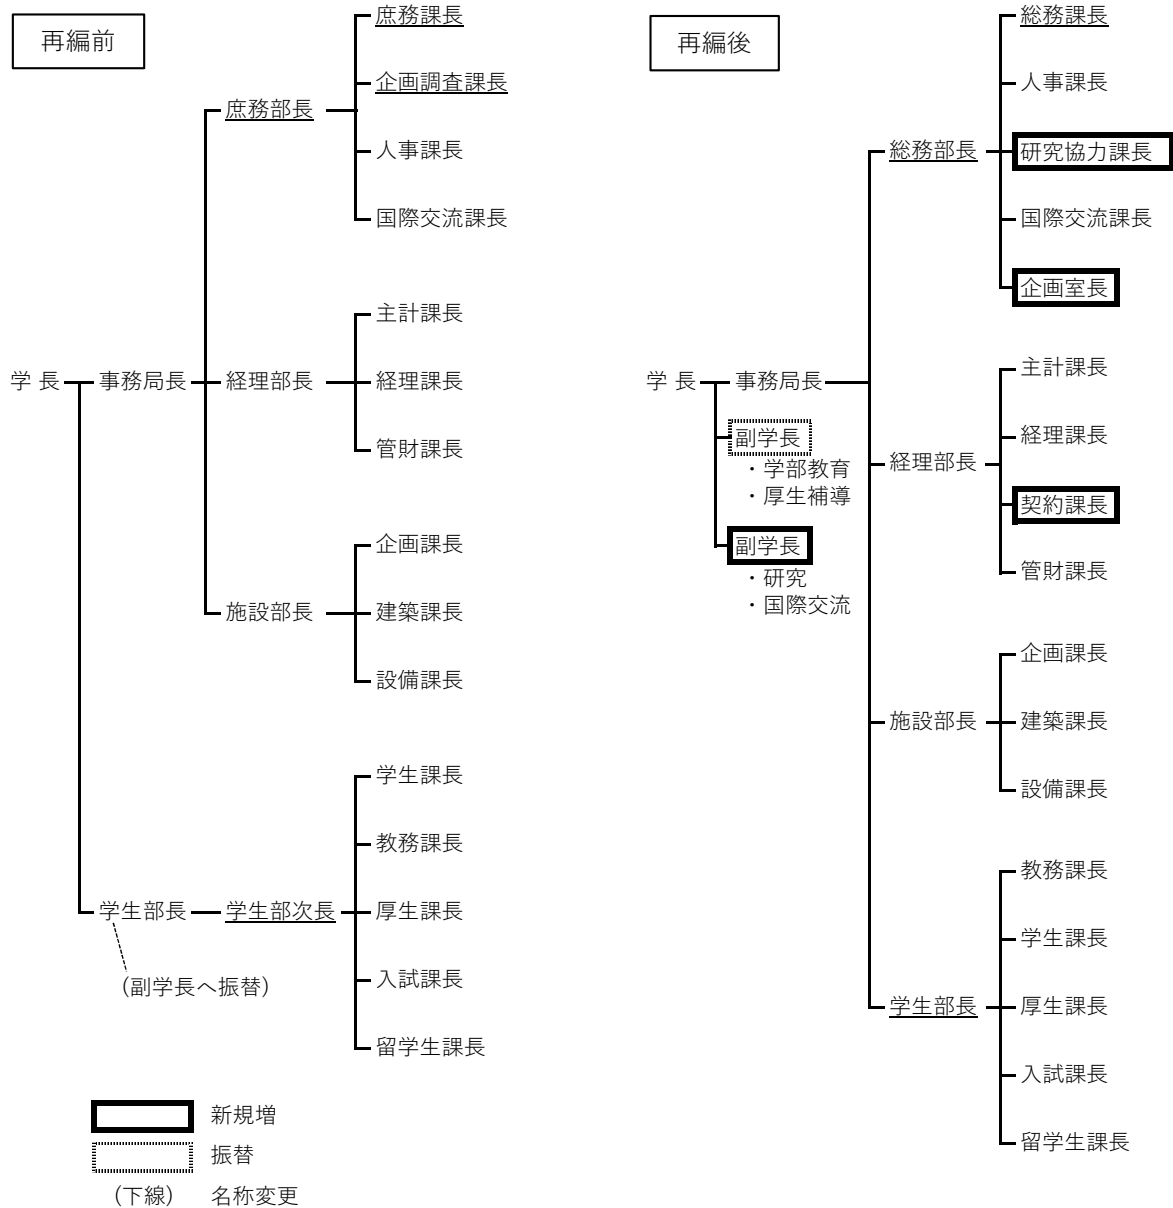 再編前
庶務課長
企画調査課長
庶務部長
人事課長
国際交流課長
主計課長
学 長
事務局長
経理部長
経理課長
管財課長
企画課長
施設部長
建築課長
設備課長
学生課長
教務課長
学生部長
学生部次長
厚生課長
(副学長へ振替)
入試課長
留学生課長
新規増
振替
(下線)
名称変更
再編後
総務課長
人事課長
総務部長
研究協力課長
国際交流課長
企画室長
学 長
事務局長
副学長
・学部教育
・厚生補導
副学長
・研究
・国際交流
主計課長
経理課長
経理部長
契約課長
管財課長
企画課長
施設部長
建築課長
設備課長
教務課長
学生課長
学生部長
厚生課長
入試課長
留学生課長